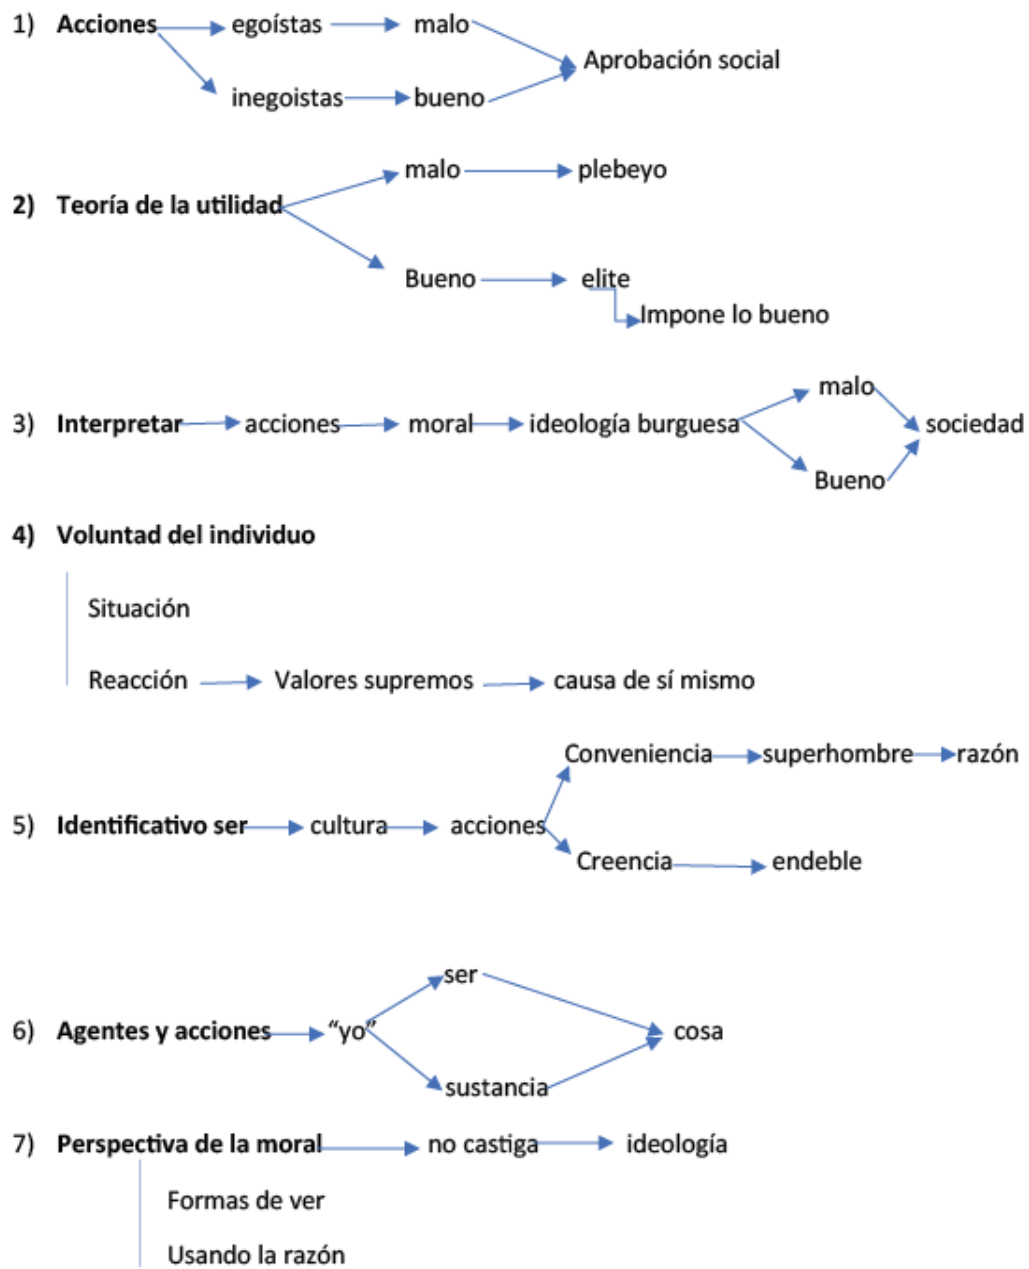 1) Acciones egoístas malo
Aprobación social
inegoistas bueno
malo plebeyo
2) Teoría de la utilidad
Bueno elite
Impone lo bueno
malo
3) Interpretar acciones moral ideología burguesa sociedad
Bueno
4) Voluntad del individuo
Situación
Reacción Valores supremos causa de sí mismo
Conveniencia superhombre razón
5) Identificativo ser cultura acciones
Creencia endeble
ser
6) Agentes y acciones “yo” cosa
sustancia
7) Perspectiva de la moral no castiga ideología
Formas de ver
Usando la razón